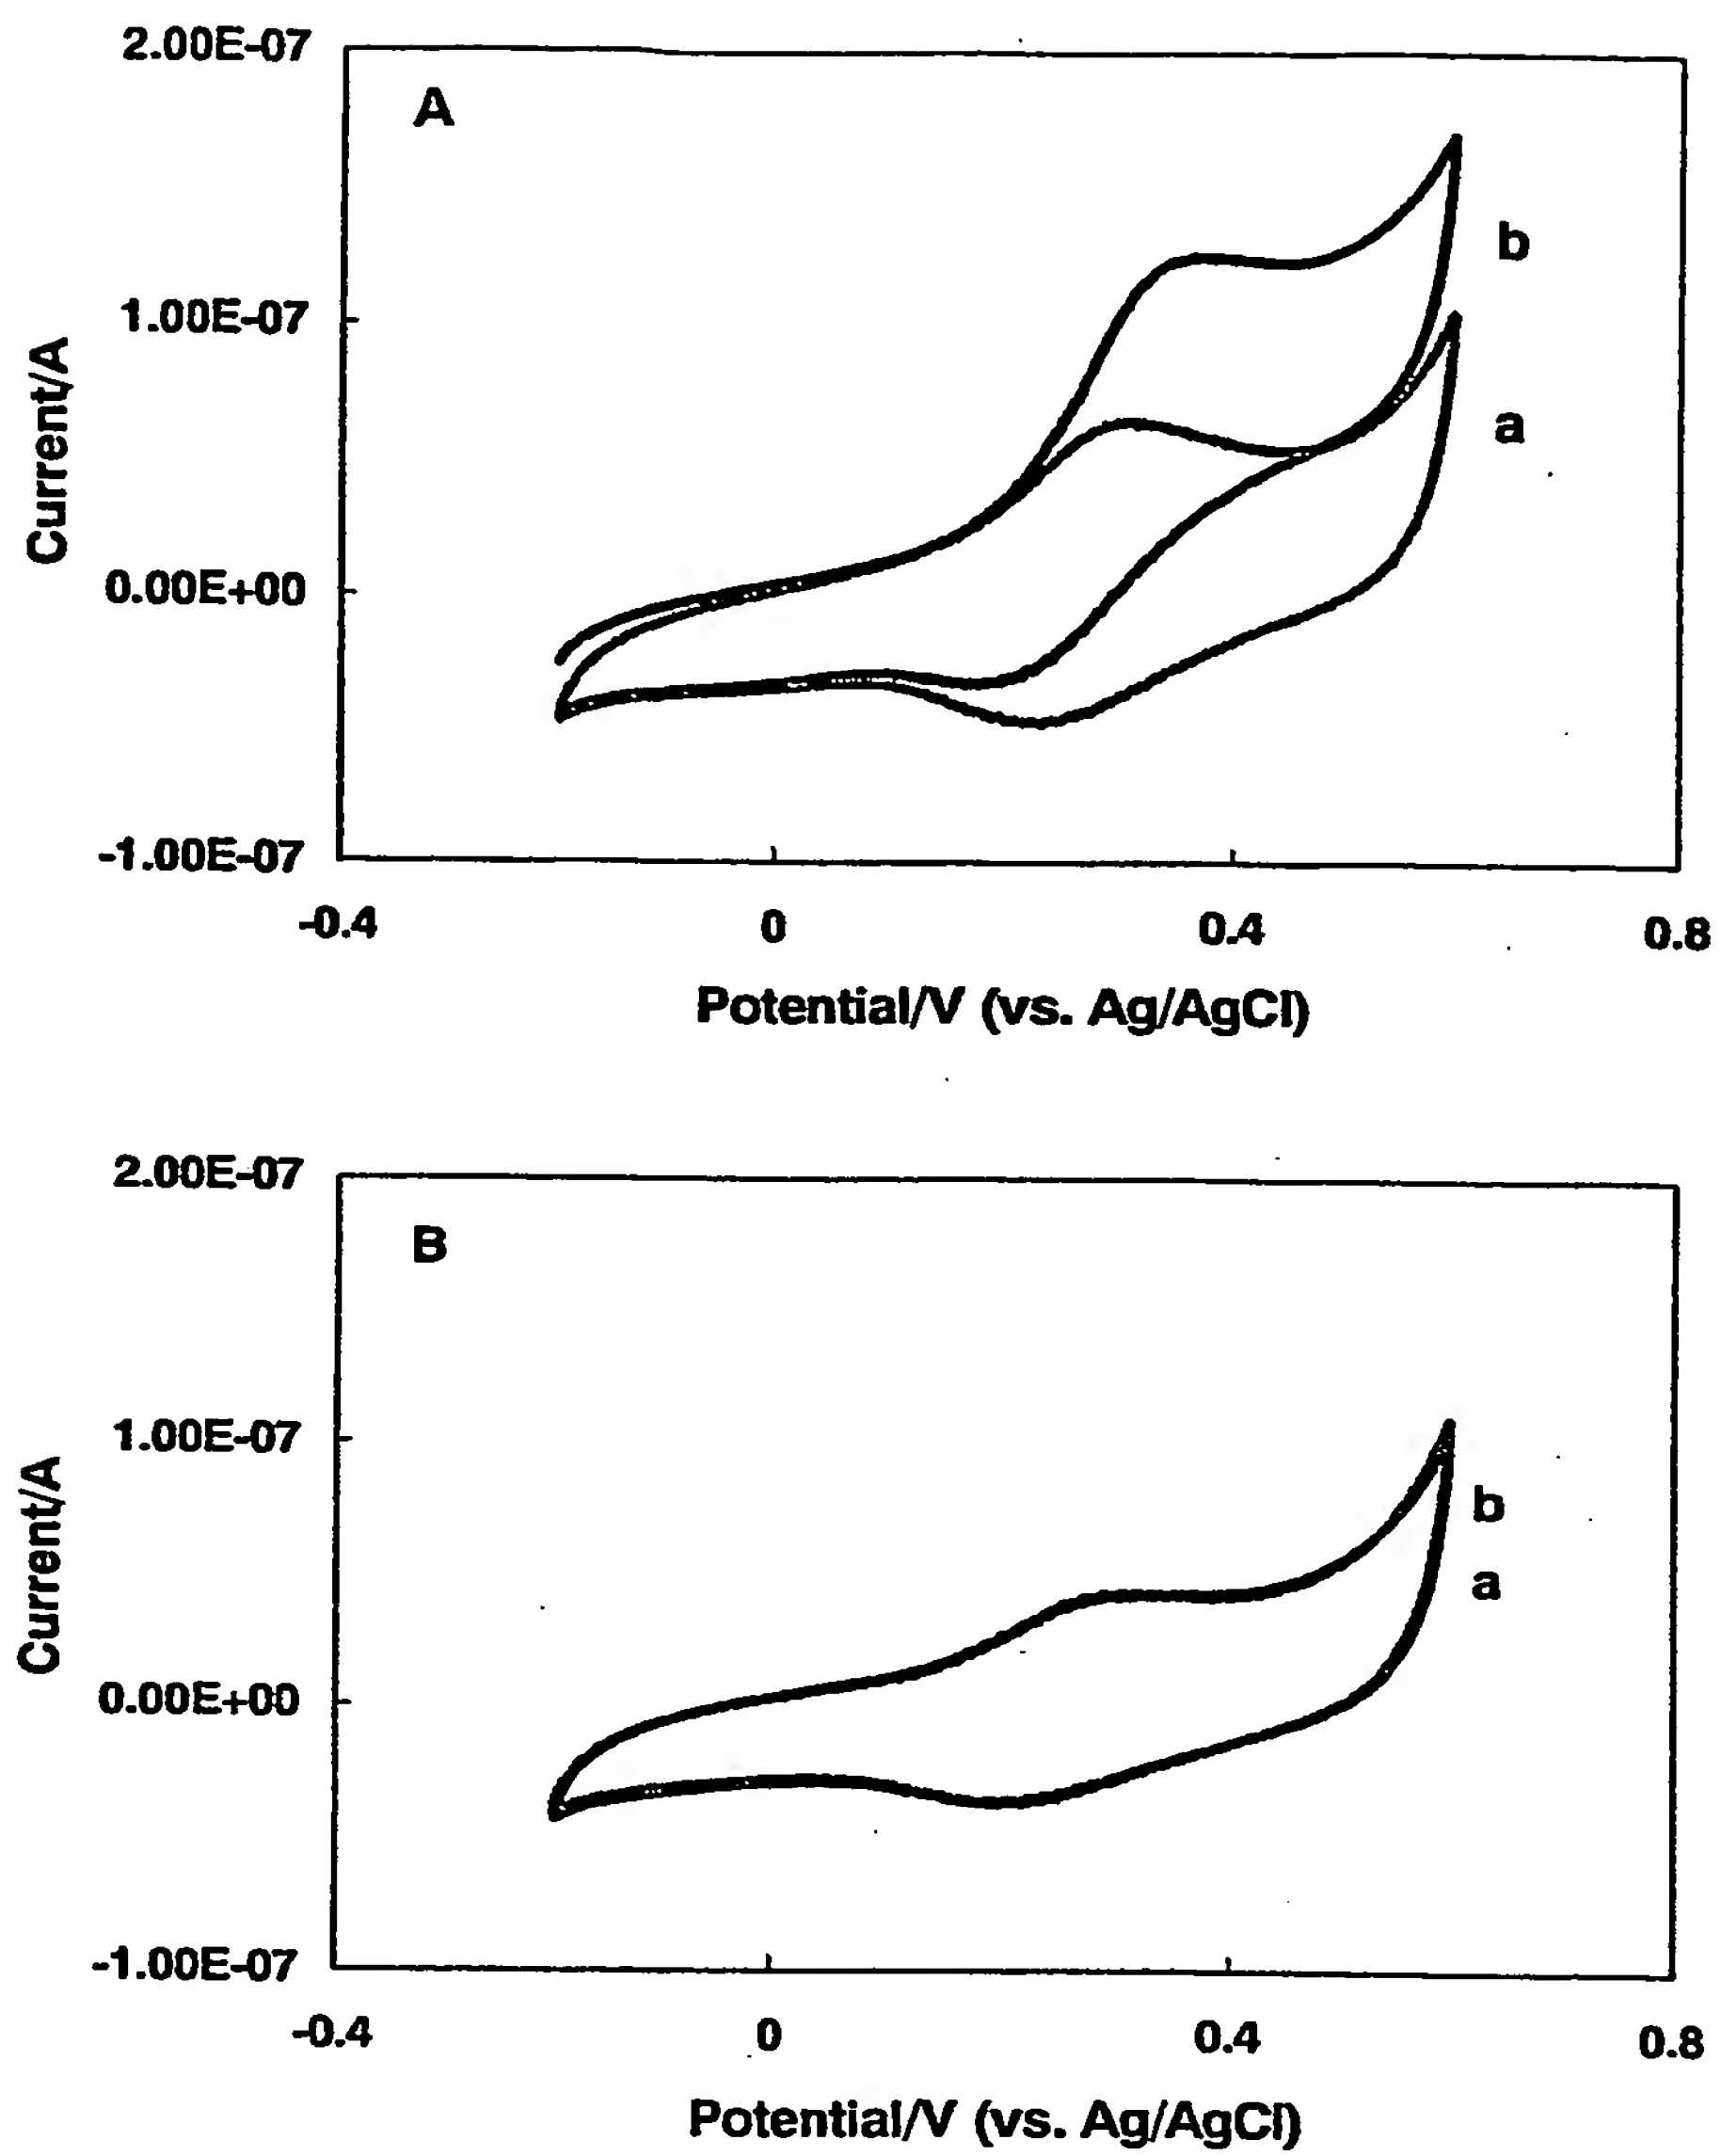 2.00E-07
A
b
1.00E-07
a
Current/A
0.00E+00
-1.00E-07
-0.4 0 0.4 0.8
Potential/V (vs. Ag/AgCl)
2.00E-07
B
1.00E-07
b
a
Current/A
0.00E+00
-1.00E-07
-0.4 0 0.4 0.8
Potential/V (vs. Ag/AgCl)